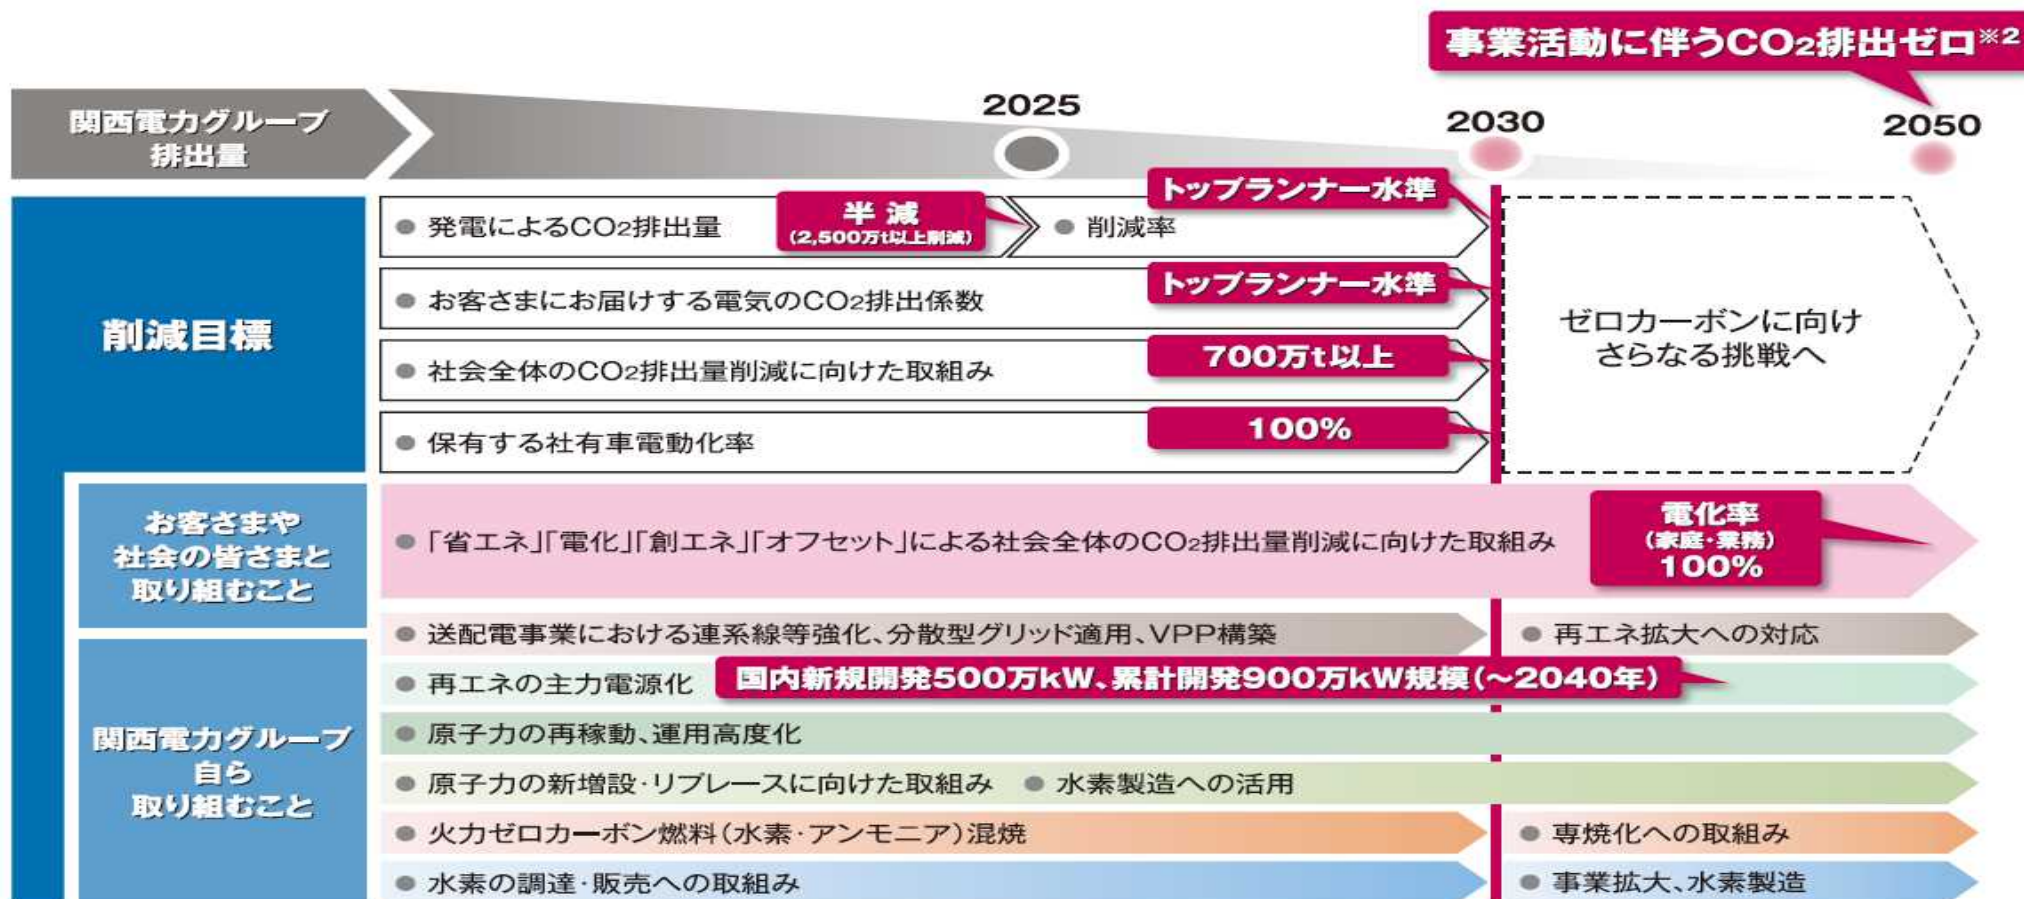 事業活動に伴うCO2排出ゼロ※2
関西電力グループ
排出量
2025
2030
2050
削減目標
● 発電によるCO2排出量
半減
(2,500万t以上削減)
● 削減率
トップランナー水準
● お客さまにお届けする電気のCO2排出係数
トップランナー水準
● 社会全体のCO2排出量削減に向けた取組み
700万t以上
● 保有する社有車電動化率
100%
ゼロカーボンに向け
さらなる挑戦へ
お客さまや
社会の皆さまと
取り組むこと
● 「省エネ」「電化」「創エネ」「オフセット」による社会全体のCO2排出量削減に向けた取組み
電化率
(家庭・業務)
100%
関西電力グループ
自ら
取り組むこと
● 送配電事業における連系線等強化、分散型グリッド適用、VPP構築
● 再エネ拡大への対応
● 再エネの主力電源化
国内新規開発500万kW、累計開発900万kW規模(～2040年)
● 原子力の再稼動、運用高度化
● 原子力の新増設・リプレースに向けた取組み ● 水素製造への活用
● 火力ゼロカーボン燃料(水素・アンモニア)混焼
● 専焼化への取組み
● 水素の調達・販売への取組み
● 事業拡大、水素製造